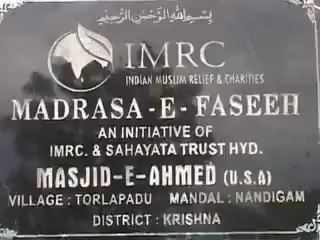 بسم الله الرحمن الرحيم
IMRC
INDIAN MUSLIM RELIEF & CHARITIES
MADRASA - E - FASEEH
AN INITIATIVE OF
IMRC. & SAHAYATA TRUST HYD.
MASJID-E-AHMED (U.S.A)
VILLAGE : TORLAPADU MANDAL : NANDIGAM
DISTRICT : KRISHNA